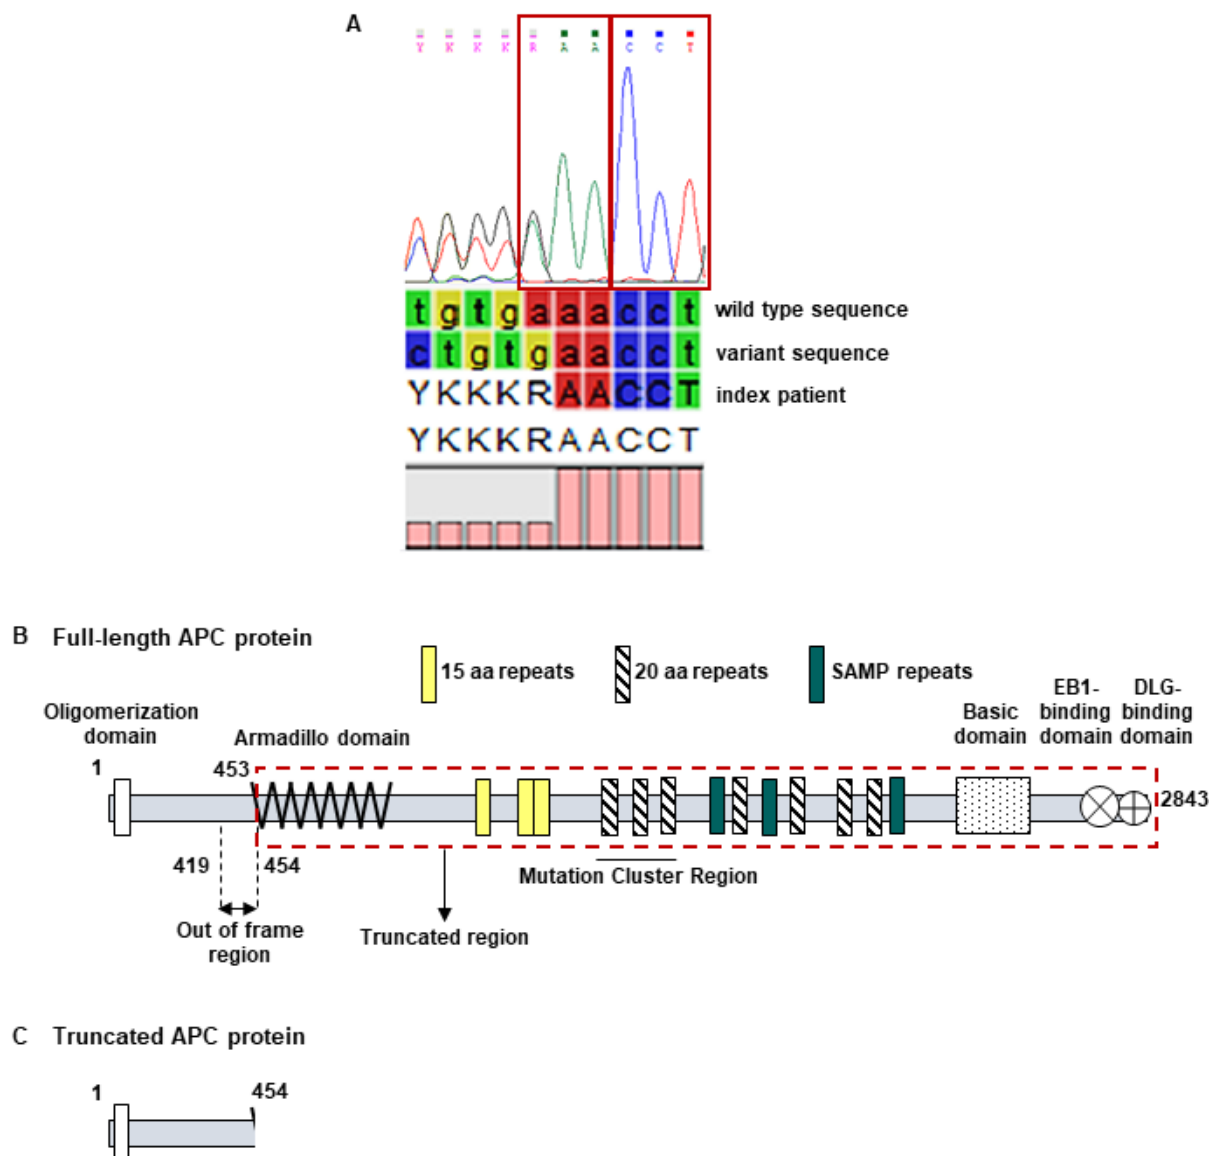 A
Y K K K R A A C C T
t g t g a a a c c t wild type sequence
c t g t g a a c c t variant sequence
Y K K K R A A C C T index patient
Y K K K R A A C C T
B Full-length APC protein
15 aa repeats
20 aa repeats
SAMP repeats
Oligomerization
domain
Armadillo domain
Basic
domain
EB1-
binding
domain
DLG-
binding
domain
1
453
2843
419
454
Mutation Cluster Region
Out of frame
region
Truncated region
C Truncated APC protein
1
454